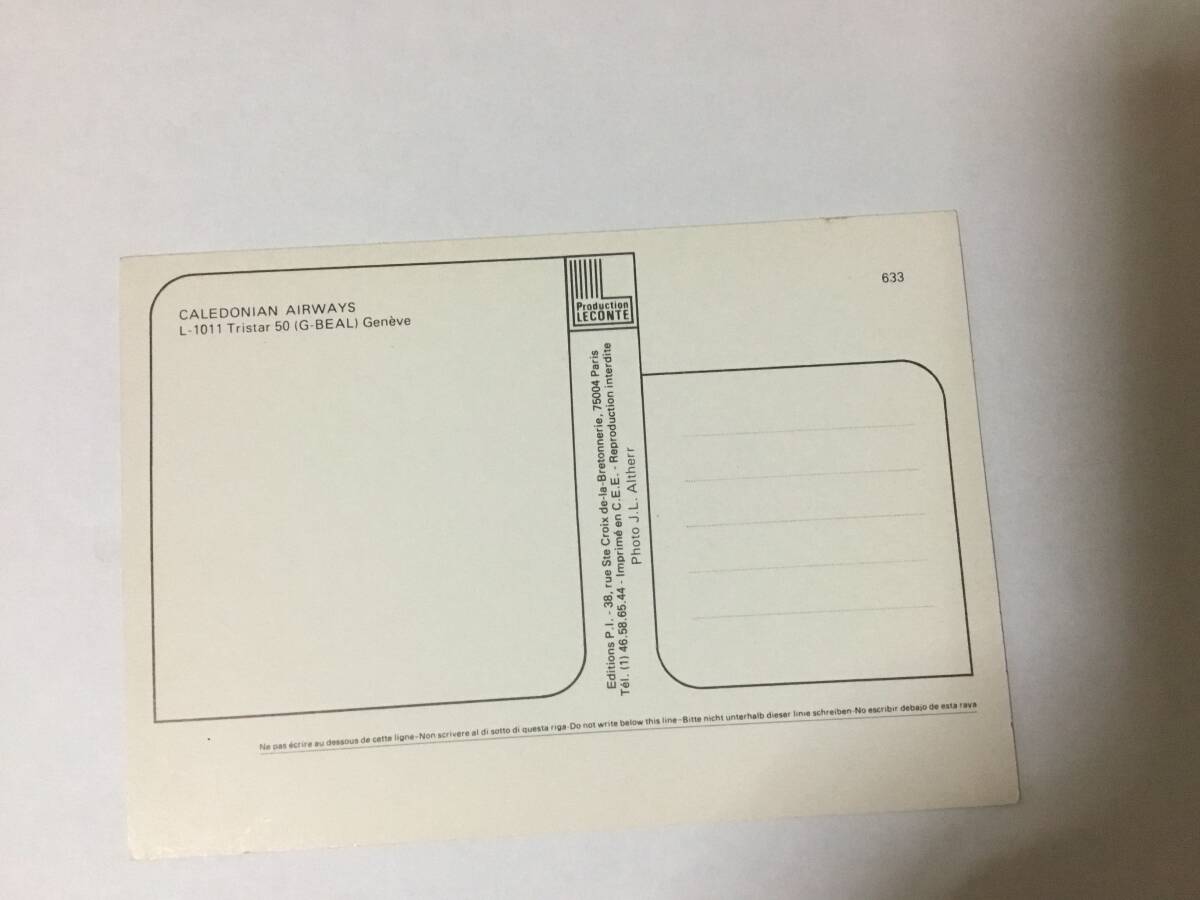 CALEDONIAN AIRWAYS
L-1011 Tristar 50 (G-BEAL) Genève
Production
LECONTE
633
Editions P.I. - 38, rue Ste Croix de-la-Bretonnerie, 75004 Paris
Tél. (1) 46.58.65.44 - Imprimé en C.E.E. - Reproduction interdite
Photo J.L. Altherr
Ne pas écrire au dessous de cette ligne-Non scrivere al di sotto di questa riga-Do not write below this line-Bitte nicht unterhalb dieser linie schreiben-No escribir debajo de esta raya